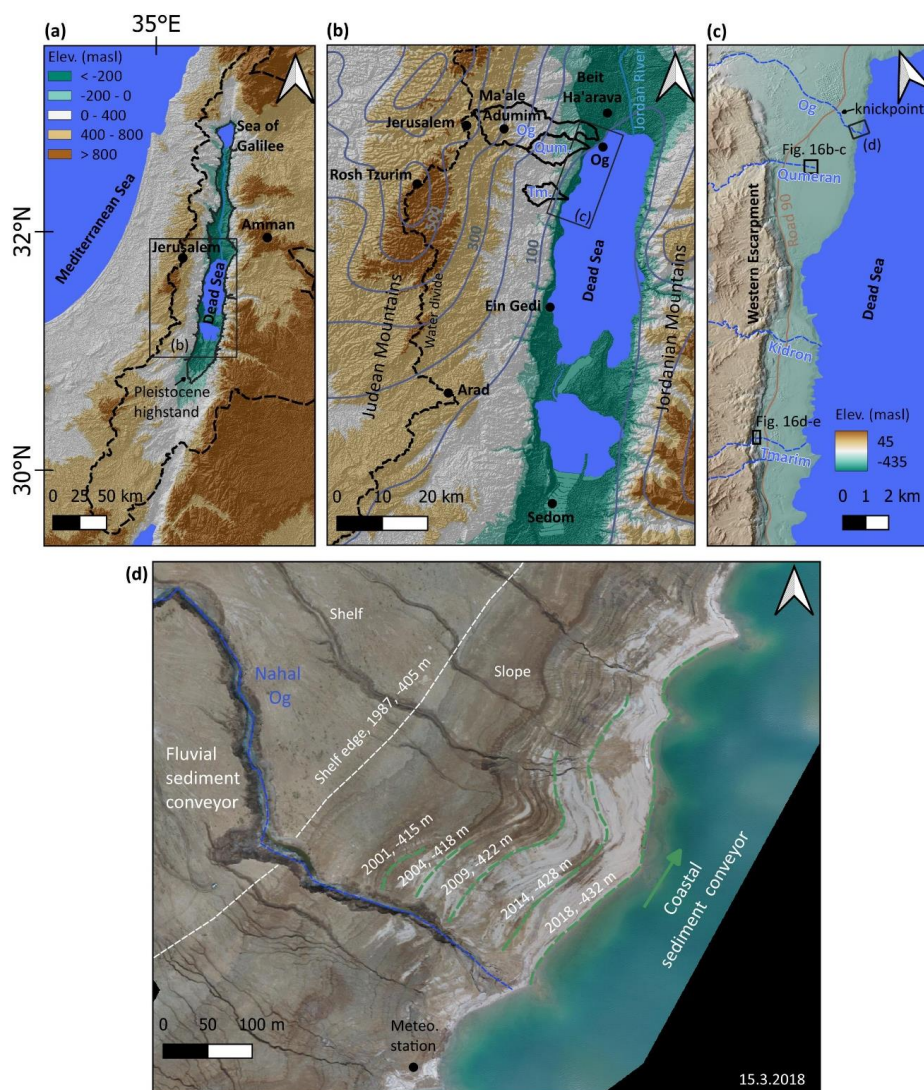 (a)
35°E
Elev. (masl)
< -200
-200 - 0
0 - 400
400 - 800
> 800
Sea of
Galilee
Mediterranean Sea
32°N
Amman
Jerusalem
Dead Sea
(b)
Pleistocene
highstand
30°N
0 25 50 km
(b)
Beit
Ha'arava
Jordan River
Ma'ale
Adumim
Jerusalem
Og
Qum.
Og
Rosh Tzurim
Tm.
(c)
500
300
100
Dead Sea
Ein Gedi
Judean Mountains
Water divide
Jordanian Mountains
Arad
0 10 20 km
Sedom
(c)
Og
knickpoint
(d)
Fig. 16b-c
Qumeran
Road 90
Western Escarpment
Dead Sea
Kidron
Fig. 16d-e
Tmarim
Elev. (masl)
45
-435
0 1 2 km
(d)
Shelf
Nahal
Og
Slope
Shelf edge, 1987, -405 m
Fluvial
sediment
conveyor
2001, -415 m
2004, -418 m
2009, -422 m
2014, -428 m
2018, -432 m
Coastal
sediment conveyor
0 50 100 m
Meteo.
station
15.3.2018